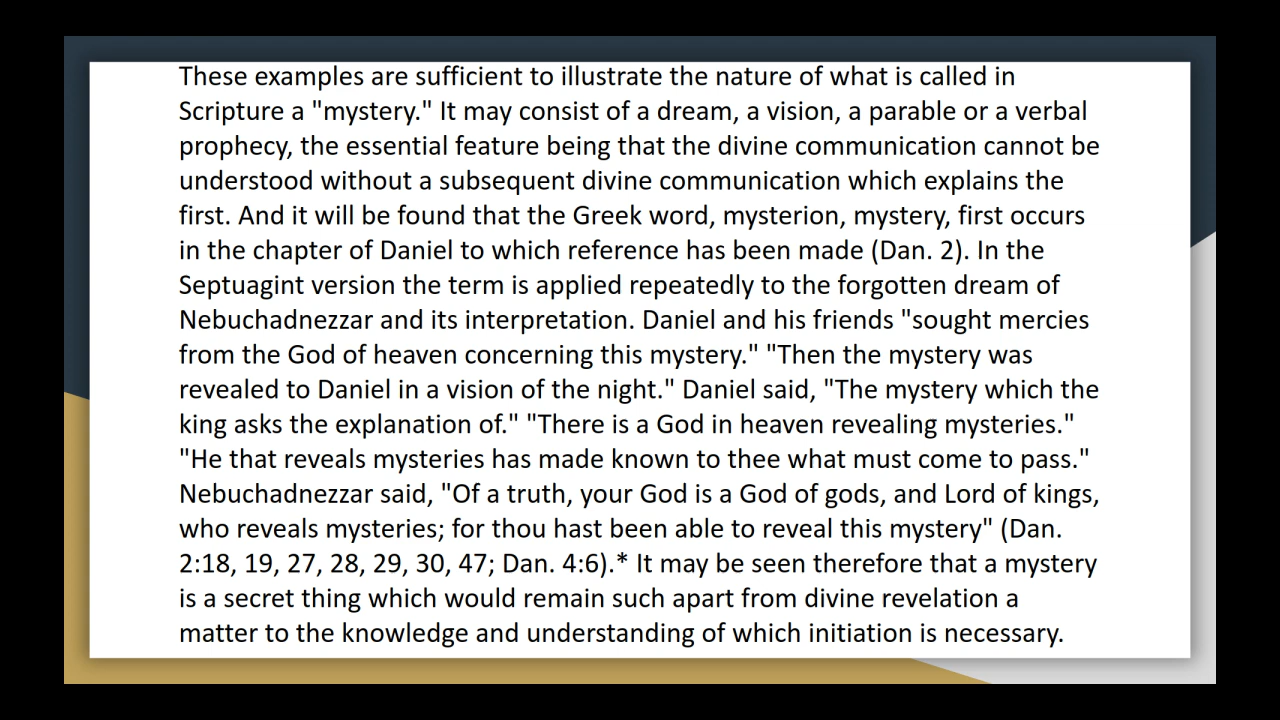 These examples are sufficient to illustrate the nature of what is called in
Scripture a "mystery." It may consist of a dream, a vision, a parable or a verbal
prophecy, the essential feature being that the divine communication cannot be
understood without a subsequent divine communication which explains the
first. And it will be found that the Greek word, mysterion, mystery, first occurs
in the chapter of Daniel to which reference has been made (Dan. 2). In the
Septuagint version the term is applied repeatedly to the forgotten dream of
Nebuchadnezzar and its interpretation. Daniel and his friends "sought mercies
from the God of heaven concerning this mystery." "Then the mystery was
revealed to Daniel in a vision of the night." Daniel said, "The mystery which the
king asks the explanation of." "There is a God in heaven revealing mysteries."
"He that reveals mysteries has made known to thee what must come to pass."
Nebuchadnezzar said, "Of a truth, your God is a God of gods, and Lord of kings,
who reveals mysteries; for thou hast been able to reveal this mystery" (Dan.
2:18, 19, 27, 28, 29, 30, 47; Dan. 4:6).* It may be seen therefore that a mystery
is a secret thing which would remain such apart from divine revelation a
matter to the knowledge and understanding of which initiation is necessary.